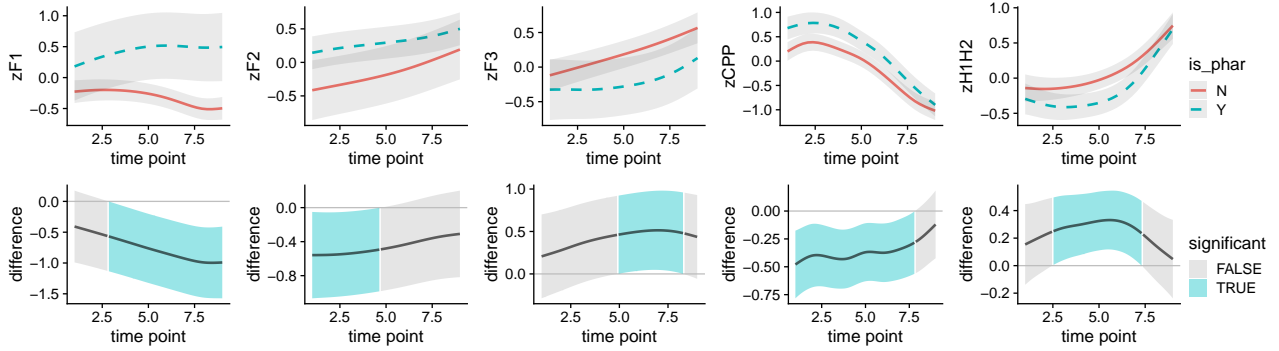 zF1
1.0
0.5
0.0
−0.5
2.5 5.0 7.5
time point
zF2
0.5
0.0
−0.5
2.5 5.0 7.5
time point
zF3
0.5
0.0
−0.5
2.5 5.0 7.5
time point
zCPP
1.0
0.5
0.0
−0.5
−1.0
2.5 5.0 7.5
time point
zH1H2
1.0
0.5
0.0
−0.5
2.5 5.0 7.5
time point
is_phar
N
Y
difference
0.0
−0.5
−1.0
−1.5
2.5 5.0 7.5
time point
difference
0.0
−0.4
−0.8
2.5 5.0 7.5
time point
difference
1.0
0.5
0.0
2.5 5.0 7.5
time point
difference
0.00
−0.25
−0.50
−0.75
2.5 5.0 7.5
time point
difference
0.4
0.2
0.0
−0.2
2.5 5.0 7.5
time point
significant
FALSE
TRUE